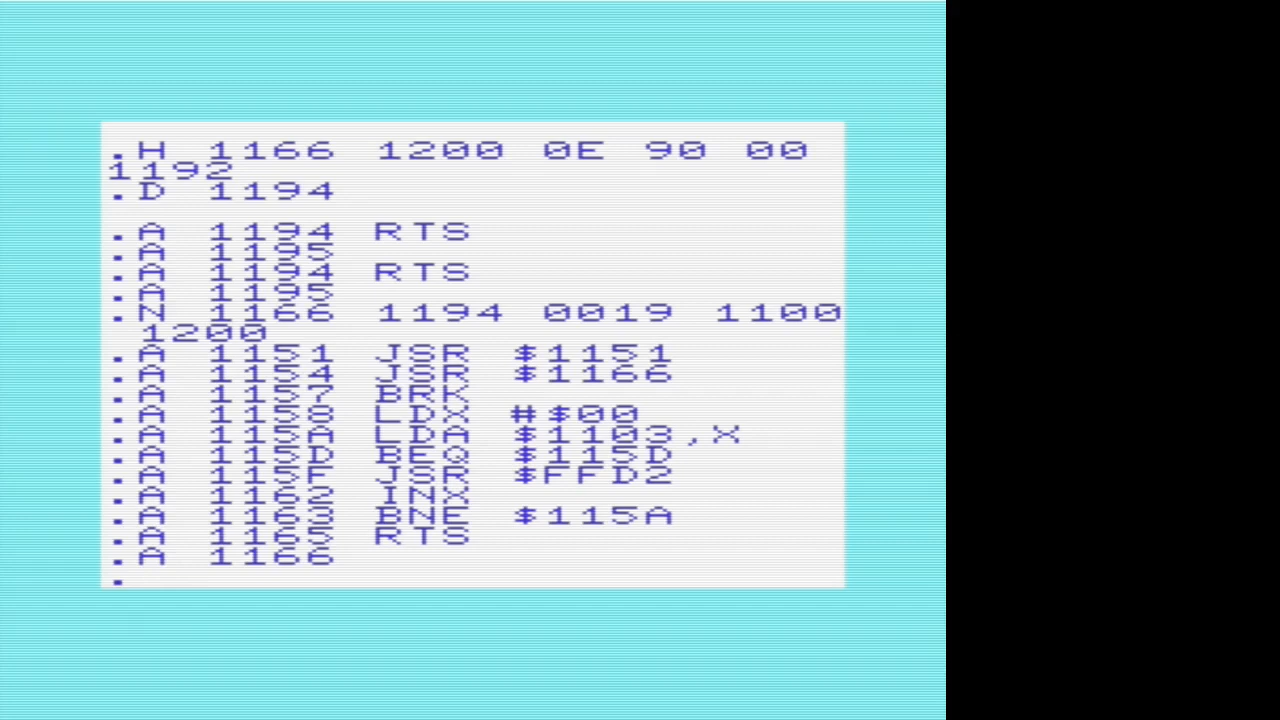 .H 1166 1200 0E 90 00
1192
.D 1194
.A 1194 RTS
.A 1195
.A 1194 RTS
.A 1195
.N 1166 1194 0019 1100
1200
.A 1151 JSR $1151
.A 1154 JSR $1166
.A 1157 BRK
.A 1158 LDX #$00
.A 115A LDA $1103,X
.A 115D BEQ $115D
.A 115F JSR $FFD2
.A 1162 INX
.A 1163 BNE $115A
.A 1165 RTS
.A 1166
.